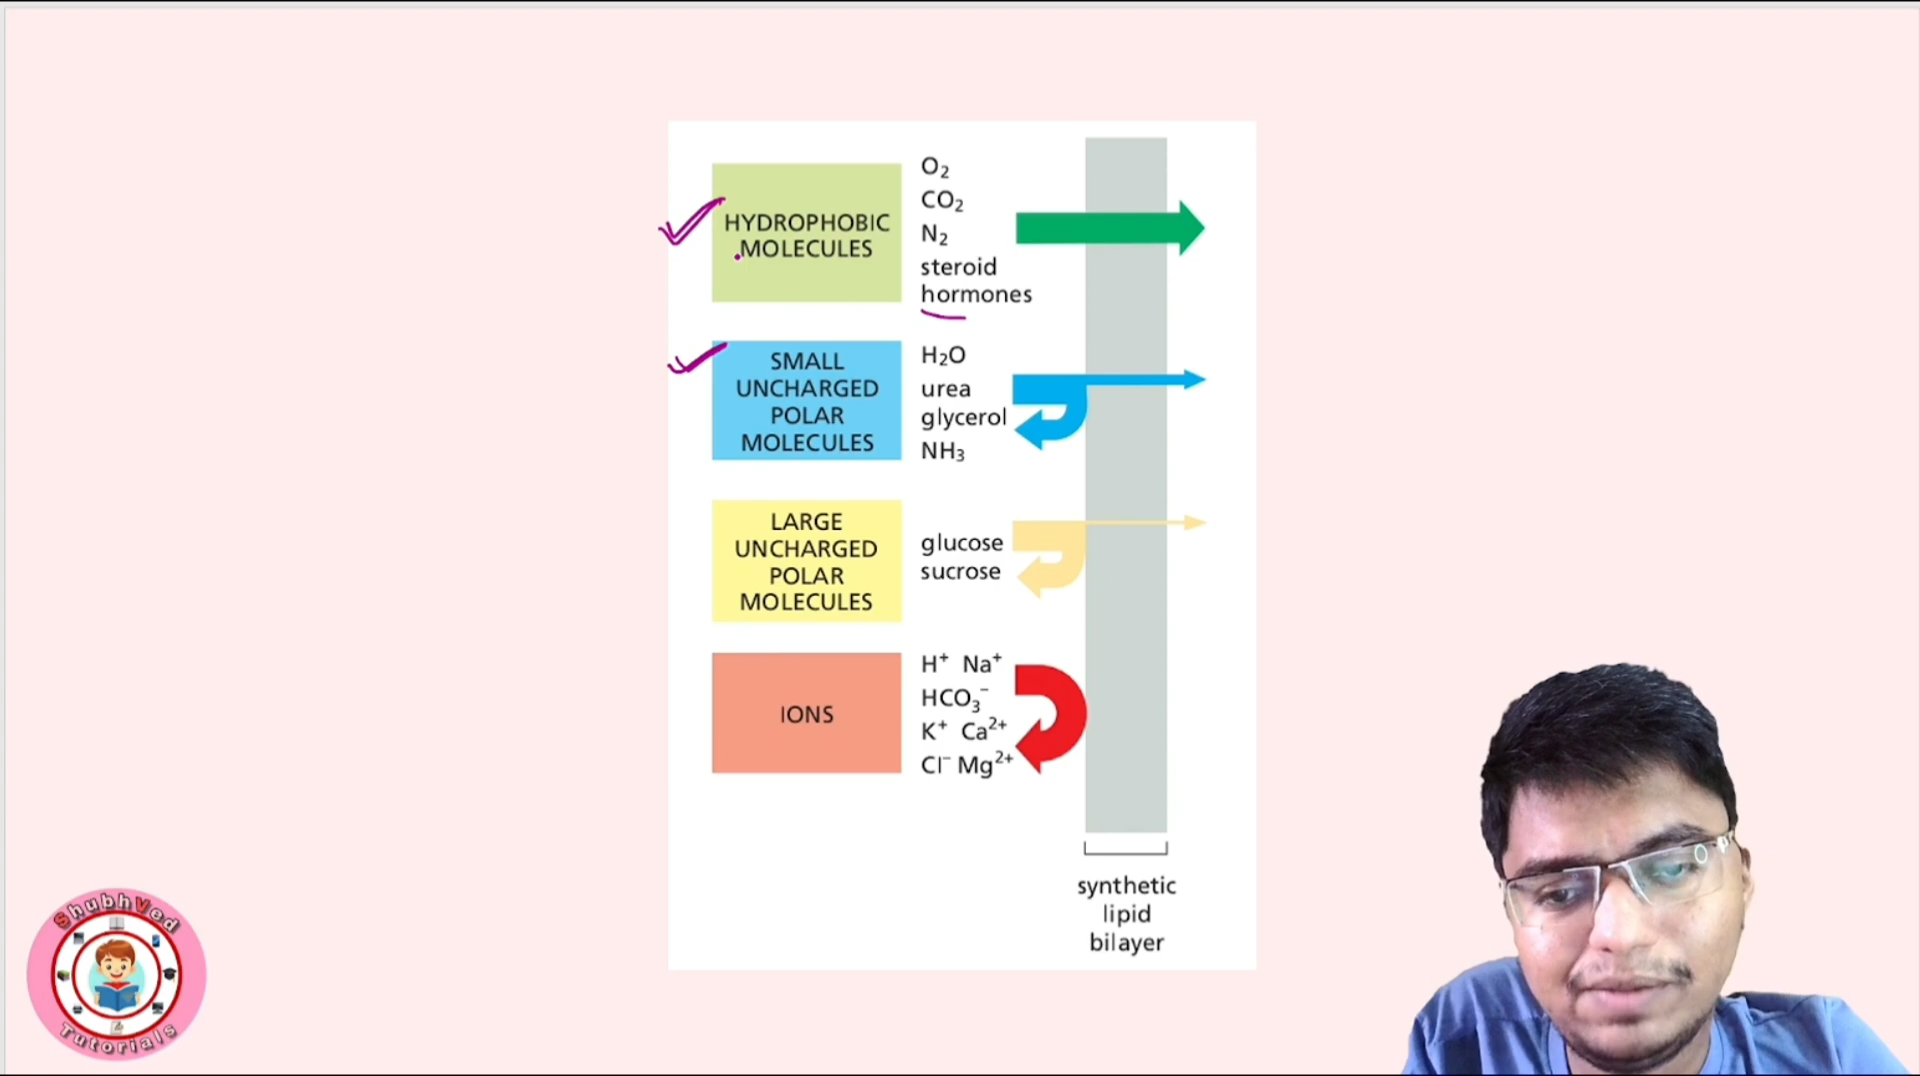 HYDROPHOBIC
MOLECULES
O₂
CO₂
N₂
steroid
hormones
SMALL
UNCHARGED
POLAR
MOLECULES
H₂O
urea
glycerol
NH₃
LARGE
UNCHARGED
POLAR
MOLECULES
glucose
sucrose
IONS
H⁺ Na⁺
HCO₃⁻
K⁺ Ca²⁺
Cl⁻ Mg²⁺
synthetic
lipid
bilayer
ShubhVed
Tutorials